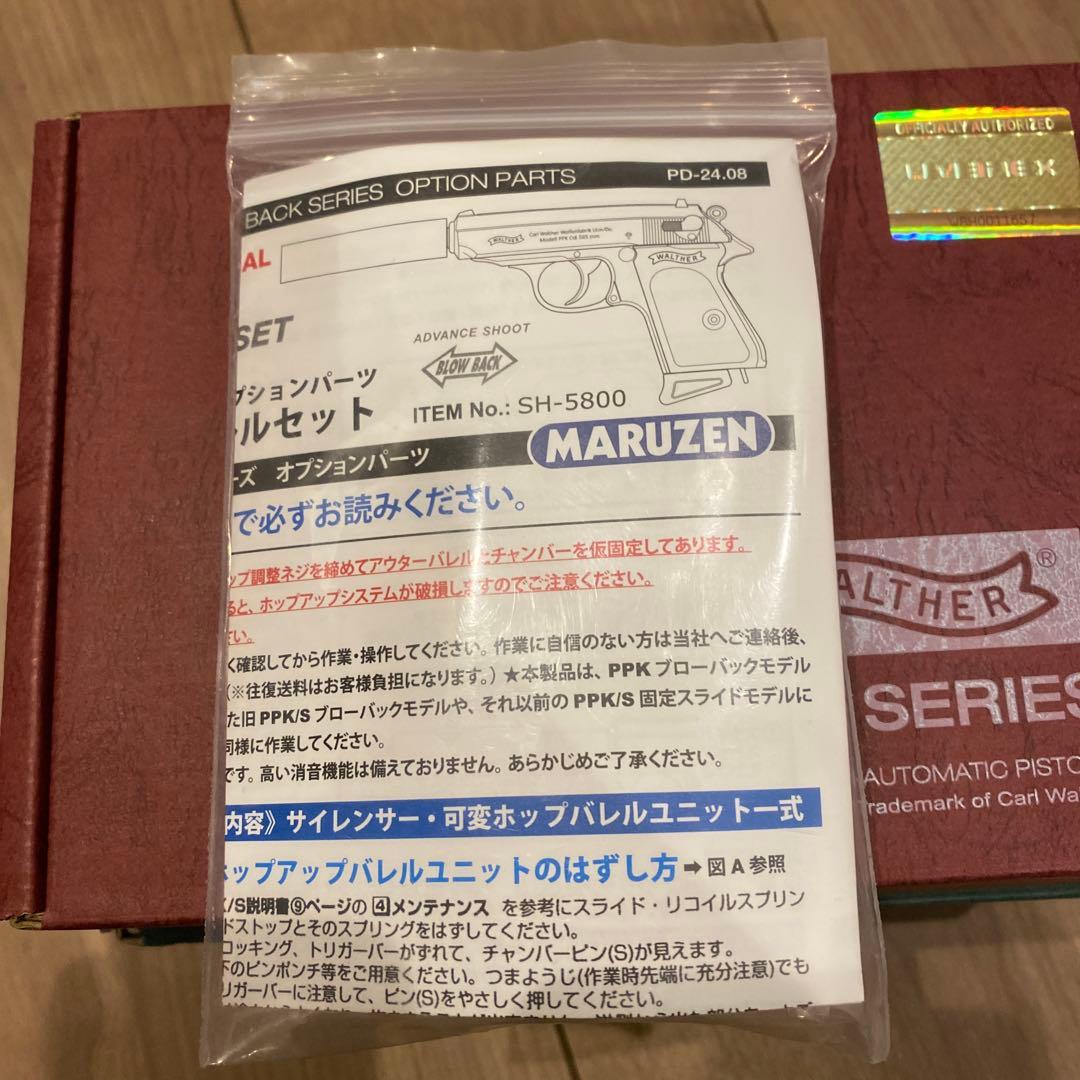 BACK SERIES OPTION PARTS PD-24.08
Carl Walther Waffenfabrik Ulm/Do.
WALTHER Modell PPK Cal 585 mm
AL
WALTHER
SET
ADVANCE SHOOT
BLOW BACK
プションパーツ
ールセット
ITEM No.: SH-5800
ーズ オプションパーツ
MARUZEN
で必ずお読みください。
ップ調整ネジを締めてアウターバレルとチャンバーを仮固定してあります。
ると、ホップアップシステムが破損しますのでご注意ください。
さい。
く確認してから作業・操作してください。作業に自信のない方は当社へご連絡後、
(※往復送料はお客様負担になります。)★本製品は、PPK ブローバックモデル
た旧 PPK/S ブローバックモデルや、それ以前の PPK/S 固定スライドモデルに
同様に作業してください。
です。高い消音機能は備えておりません。あらかじめご了承ください。
内容》サイレンサー・可変ホップバレルユニット一式
ホップアップバレルユニットのはずし方➡図A参照
/S説明書⑨ページの 4メンテナンス を参考にスライド・リコイルスプリン
ドストップとそのスプリングをはずしてください。
コッキング、トリガーバーがずれて、チャンバーピン(S)が見えます。
下のピンポンチ等をご用意ください。つまようじ(作業時先端に充分注意)でも
リガーバーに注意して、ピン(S)をやさしく押してください。
OFFICIALLY AUTHORIZED
UMAREX
WBH0011657
WALTHER®
SERIES
AUTOMATIC PISTO
rademark of Carl Wa